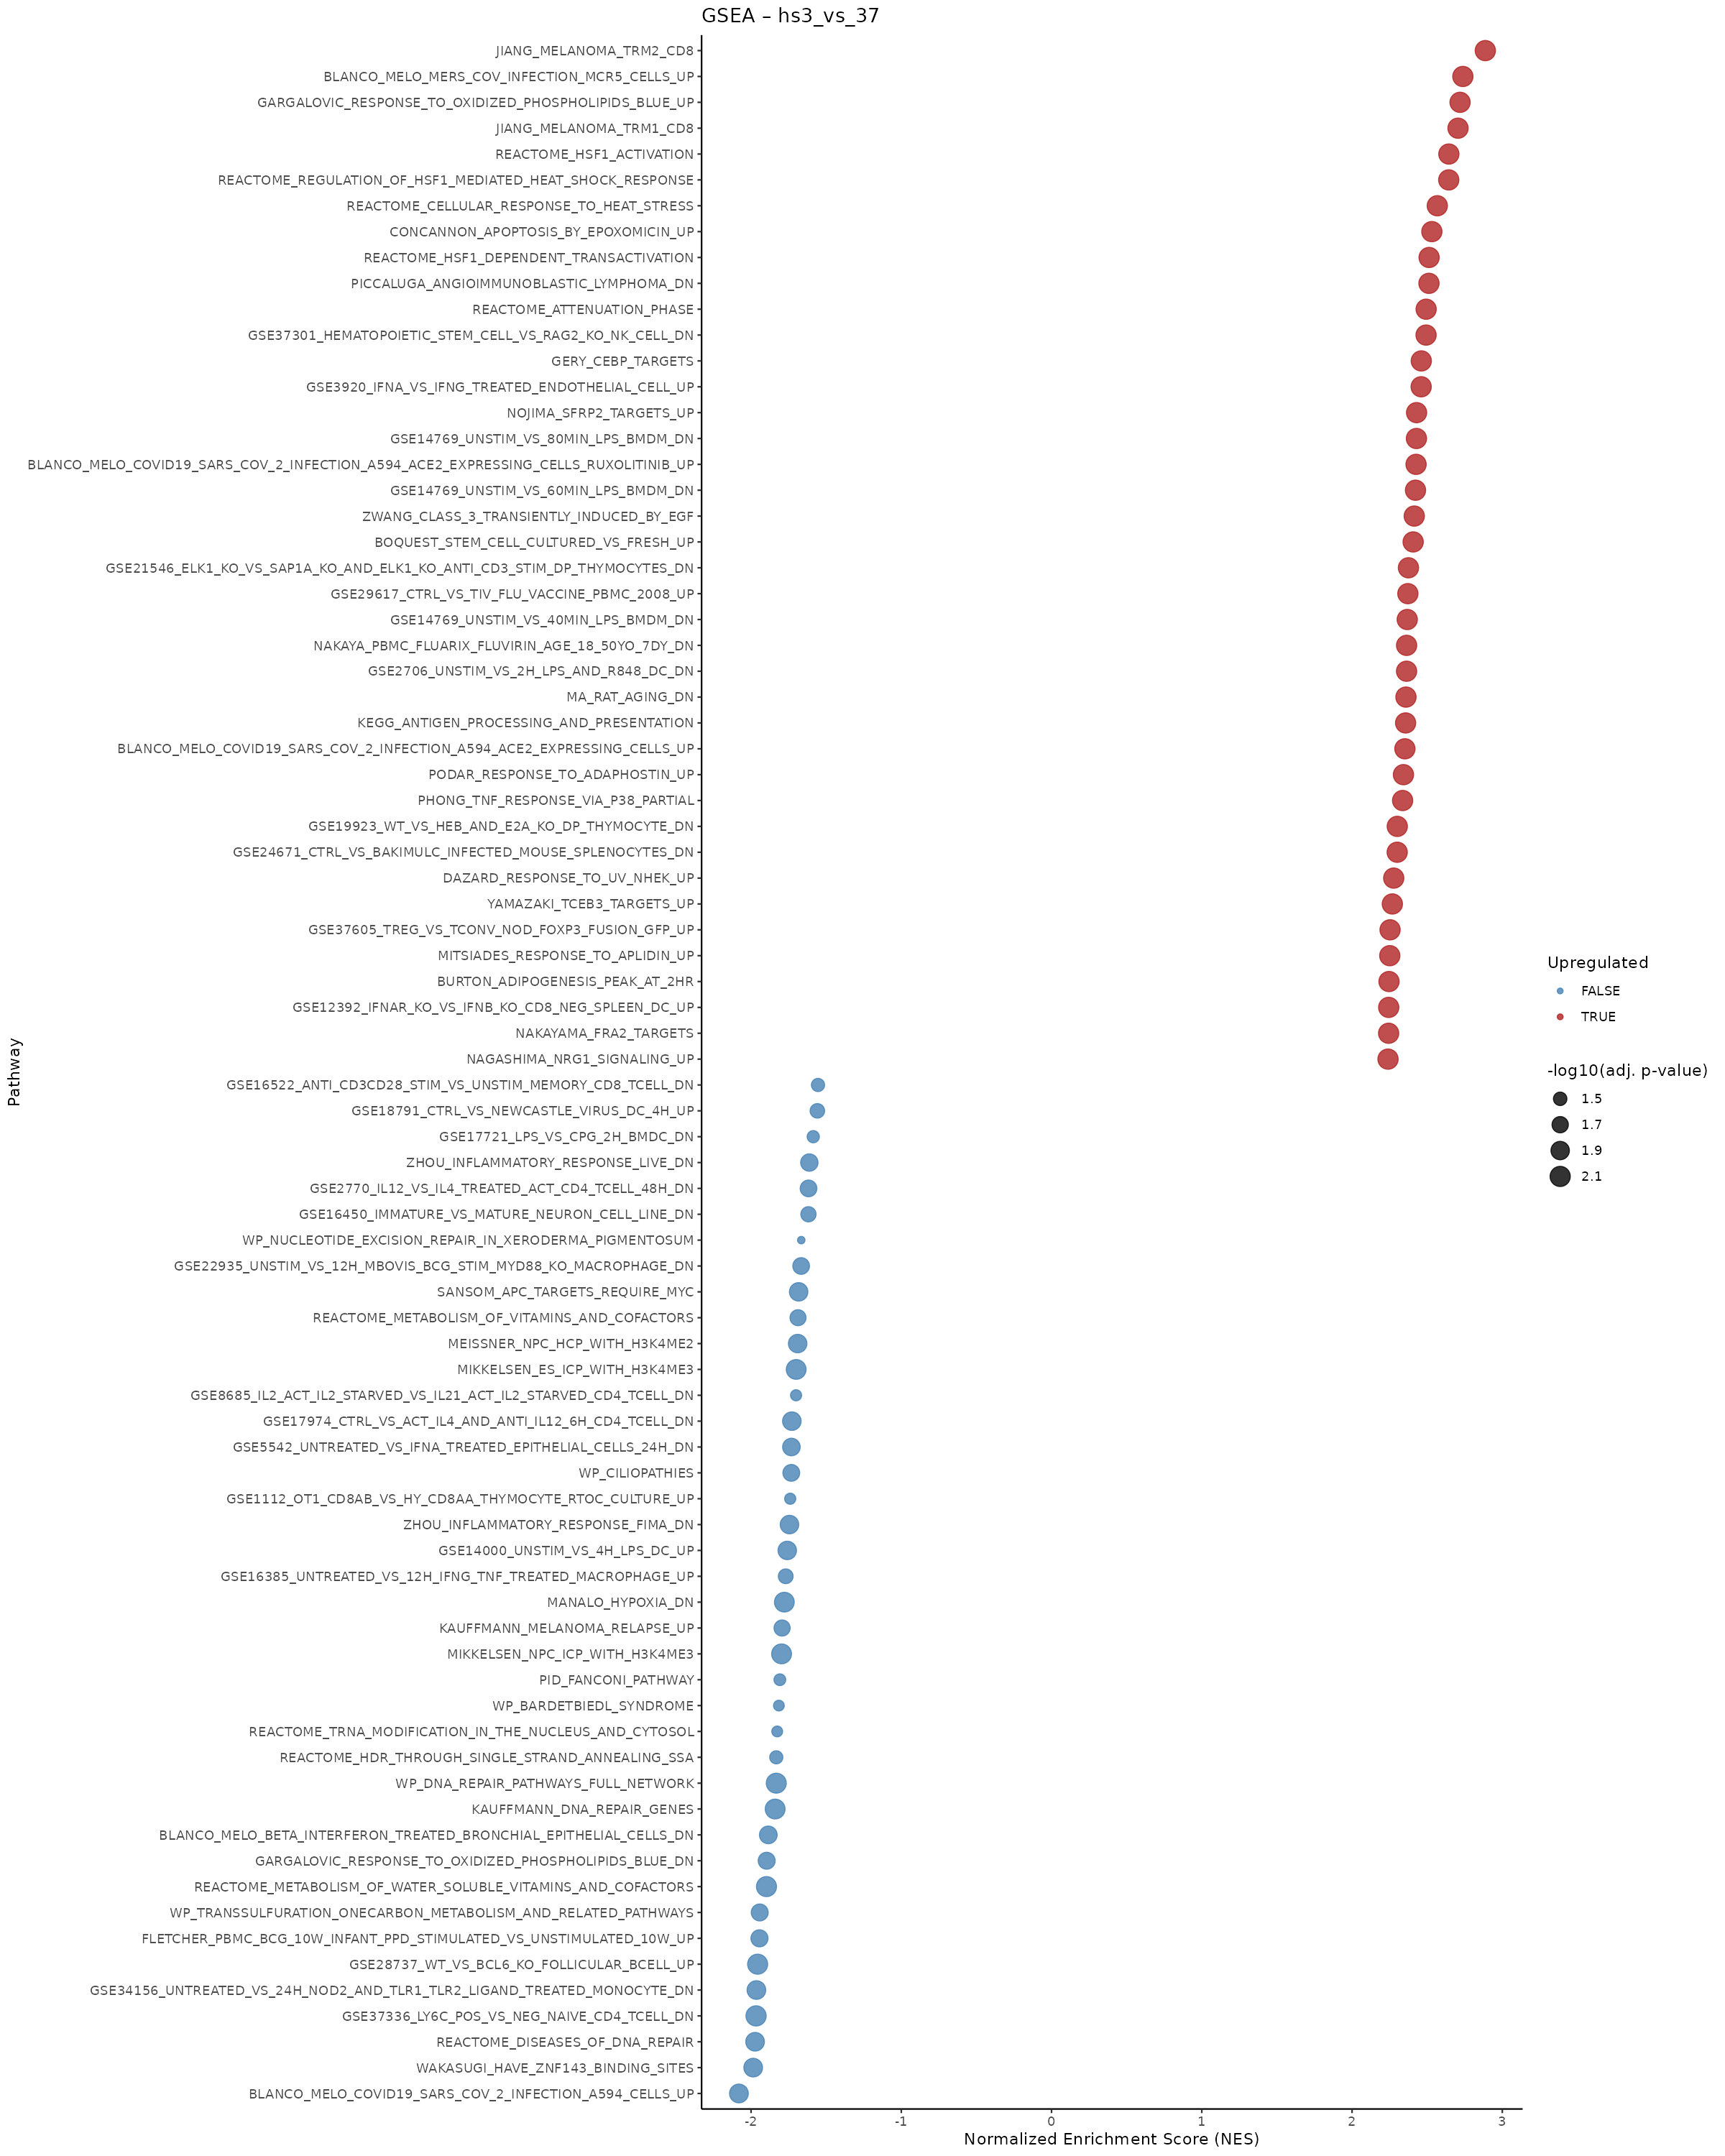 GSEA – hs3_vs_37
JIANG_MELANOMA_TRM2_CD8
BLANCO_MELO_MERS_COV_INFECTION_MCR5_CELLS_UP
GARGALOVIC_RESPONSE_TO_OXIDIZED_PHOSPHOLIPIDS_BLUE_UP
JIANG_MELANOMA_TRM1_CD8
REACTOME_HSF1_ACTIVATION
REACTOME_REGULATION_OF_HSF1_MEDIATED_HEAT_SHOCK_RESPONSE
REACTOME_CELLULAR_RESPONSE_TO_HEAT_STRESS
CONCANNON_APOPTOSIS_BY_EPOXOMICIN_UP
REACTOME_HSF1_DEPENDENT_TRANSACTIVATION
PICCALUGA_ANGIOIMMUNOBLASTIC_LYMPHOMA_DN
REACTOME_ATTENUATION_PHASE
GSE37301_HEMATOPOIETIC_STEM_CELL_VS_RAG2_KO_NK_CELL_DN
GERY_CEBP_TARGETS
GSE3920_IFNA_VS_IFNG_TREATED_ENDOTHELIAL_CELL_UP
NOJIMA_SFRP2_TARGETS_UP
GSE14769_UNSTIM_VS_80MIN_LPS_BMDM_DN
BLANCO_MELO_COVID19_SARS_COV_2_INFECTION_A594_ACE2_EXPRESSING_CELLS_RUXOLITINIB_UP
GSE14769_UNSTIM_VS_60MIN_LPS_BMDM_DN
ZWANG_CLASS_3_TRANSIENTLY_INDUCED_BY_EGF
BOQUEST_STEM_CELL_CULTURED_VS_FRESH_UP
GSE21546_ELK1_KO_VS_SAP1A_KO_AND_ELK1_KO_ANTI_CD3_STIM_DP_THYMOCYTES_DN
GSE29617_CTRL_VS_TIV_FLU_VACCINE_PBMC_2008_UP
GSE14769_UNSTIM_VS_40MIN_LPS_BMDM_DN
NAKAYA_PBMC_FLUARIX_FLUVIRIN_AGE_18_50YO_7DY_DN
GSE2706_UNSTIM_VS_2H_LPS_AND_R848_DC_DN
MA_RAT_AGING_DN
KEGG_ANTIGEN_PROCESSING_AND_PRESENTATION
BLANCO_MELO_COVID19_SARS_COV_2_INFECTION_A594_ACE2_EXPRESSING_CELLS_UP
PODAR_RESPONSE_TO_ADAPHOSTIN_UP
PHONG_TNF_RESPONSE_VIA_P38_PARTIAL
GSE19923_WT_VS_HEB_AND_E2A_KO_DP_THYMOCYTE_DN
GSE24671_CTRL_VS_BAKIMULC_INFECTED_MOUSE_SPLENOCYTES_DN
DAZARD_RESPONSE_TO_UV_NHEK_UP
YAMAZAKI_TCEB3_TARGETS_UP
GSE37605_TREG_VS_TCONV_NOD_FOXP3_FUSION_GFP_UP
MITSIADES_RESPONSE_TO_APLIDIN_UP
BURTON_ADIPOGENESIS_PEAK_AT_2HR
GSE12392_IFNAR_KO_VS_IFNB_KO_CD8_NEG_SPLEEN_DC_UP
NAKAYAMA_FRA2_TARGETS
NAGASHIMA_NRG1_SIGNALING_UP
GSE16522_ANTI_CD3CD28_STIM_VS_UNSTIM_MEMORY_CD8_TCELL_DN
GSE18791_CTRL_VS_NEWCASTLE_VIRUS_DC_4H_UP
GSE17721_LPS_VS_CPG_2H_BMDC_DN
ZHOU_INFLAMMATORY_RESPONSE_LIVE_DN
GSE2770_IL12_VS_IL4_TREATED_ACT_CD4_TCELL_48H_DN
GSE16450_IMMATURE_VS_MATURE_NEURON_CELL_LINE_DN
WP_NUCLEOTIDE_EXCISION_REPAIR_IN_XERODERMA_PIGMENTOSUM
GSE22935_UNSTIM_VS_12H_MBOVIS_BCG_STIM_MYD88_KO_MACROPHAGE_DN
SANSOM_APC_TARGETS_REQUIRE_MYC
REACTOME_METABOLISM_OF_VITAMINS_AND_COFACTORS
MEISSNER_NPC_HCP_WITH_H3K4ME2
MIKKELSEN_ES_ICP_WITH_H3K4ME3
GSE8685_IL2_ACT_IL2_STARVED_VS_IL21_ACT_IL2_STARVED_CD4_TCELL_DN
GSE17974_CTRL_VS_ACT_IL4_AND_ANTI_IL12_6H_CD4_TCELL_DN
GSE5542_UNTREATED_VS_IFNA_TREATED_EPITHELIAL_CELLS_24H_DN
WP_CILIOPATHIES
GSE1112_OT1_CD8AB_VS_HY_CD8AA_THYMOCYTE_RTOC_CULTURE_UP
ZHOU_INFLAMMATORY_RESPONSE_FIMA_DN
GSE14000_UNSTIM_VS_4H_LPS_DC_UP
GSE16385_UNTREATED_VS_12H_IFNG_TNF_TREATED_MACROPHAGE_UP
MANALO_HYPOXIA_DN
KAUFFMANN_MELANOMA_RELAPSE_UP
MIKKELSEN_NPC_ICP_WITH_H3K4ME3
PID_FANCONI_PATHWAY
WP_BARDETBIEDL_SYNDROME
REACTOME_TRNA_MODIFICATION_IN_THE_NUCLEUS_AND_CYTOSOL
REACTOME_HDR_THROUGH_SINGLE_STRAND_ANNEALING_SSA
WP_DNA_REPAIR_PATHWAYS_FULL_NETWORK
KAUFFMANN_DNA_REPAIR_GENES
BLANCO_MELO_BETA_INTERFERON_TREATED_BRONCHIAL_EPITHELIAL_CELLS_DN
GARGALOVIC_RESPONSE_TO_OXIDIZED_PHOSPHOLIPIDS_BLUE_DN
REACTOME_METABOLISM_OF_WATER_SOLUBLE_VITAMINS_AND_COFACTORS
WP_TRANSSULFURATION_ONECARBON_METABOLISM_AND_RELATED_PATHWAYS
FLETCHER_PBMC_BCG_10W_INFANT_PPD_STIMULATED_VS_UNSTIMULATED_10W_UP
GSE28737_WT_VS_BCL6_KO_FOLLICULAR_BCELL_UP
GSE34156_UNTREATED_VS_24H_NOD2_AND_TLR1_TLR2_LIGAND_TREATED_MONOCYTE_DN
GSE37336_LY6C_POS_VS_NEG_NAIVE_CD4_TCELL_DN
REACTOME_DISEASES_OF_DNA_REPAIR
WAKASUGI_HAVE_ZNF143_BINDING_SITES
BLANCO_MELO_COVID19_SARS_COV_2_INFECTION_A594_CELLS_UP
Pathway
-2 -1 0 1 2 3
Normalized Enrichment Score (NES)
Upregulated
FALSE
TRUE
-log10(adj. p-value)
1.5
1.7
1.9
2.1